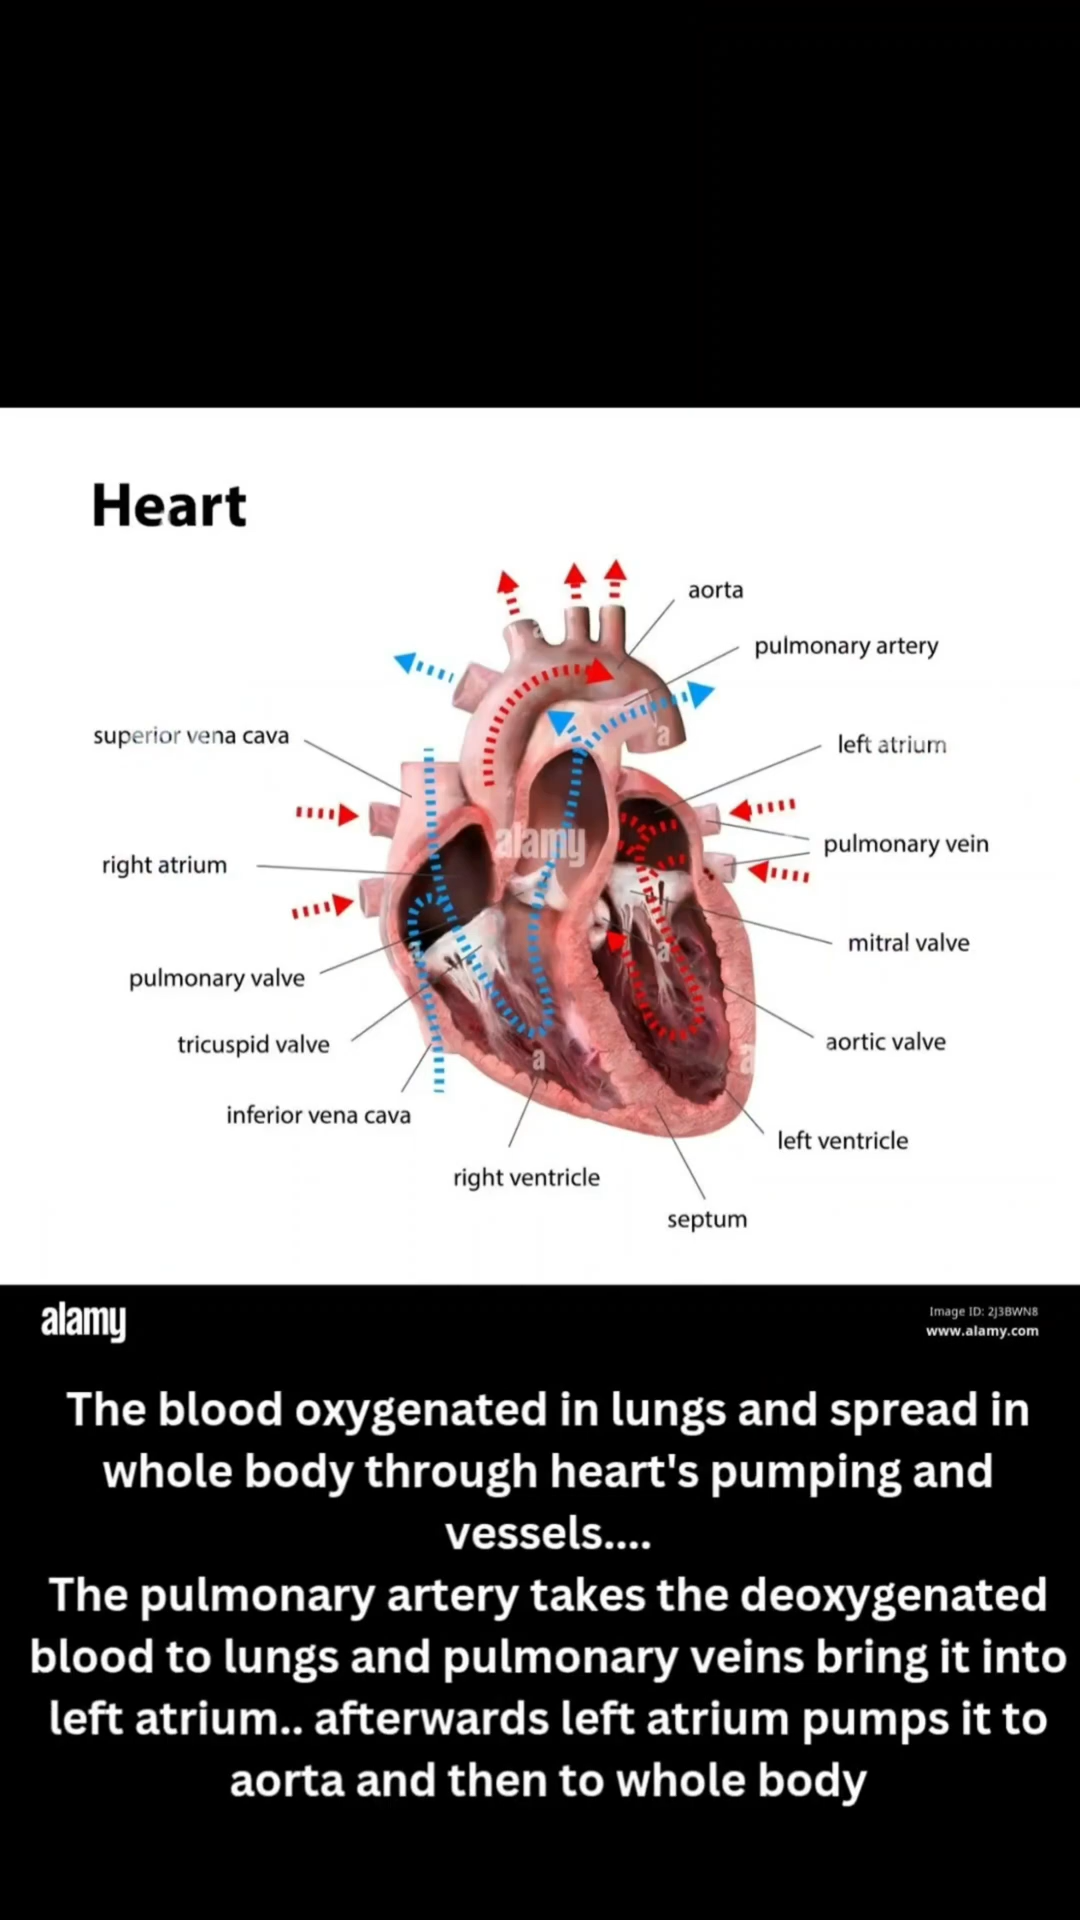 Heart
aorta
pulmonary artery
superior vena cava
left atrium
alamy
pulmonary vein
right atrium
mitral valve
pulmonary valve
tricuspid valve
aortic valve
inferior vena cava
left ventricle
right ventricle
septum
a
a
a
a
a
a
alamy
Image ID: 2J3BWN8
www.alamy.com
The blood oxygenated in lungs and spread in
whole body through heart's pumping and
vessels....
The pulmonary artery takes the deoxygenated
blood to lungs and pulmonary veins bring it into
left atrium.. afterwards left atrium pumps it to
aorta and then to whole body